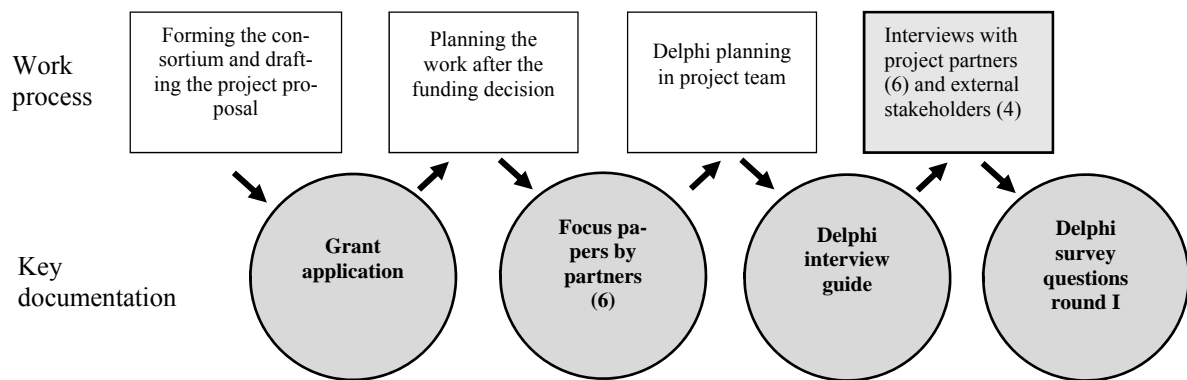 Work
process
Forming the con-
sortium and draft-
ing the project pro-
posal
Planning the
work after the
funding decision
Delphi planning
in project team
Interviews with
project partners
(6) and external
stakeholders (4)
Key
documentation
Grant
application
Focus pa-
pers by
partners
(6)
Delphi
interview
guide
Delphi
survey
questions
round I